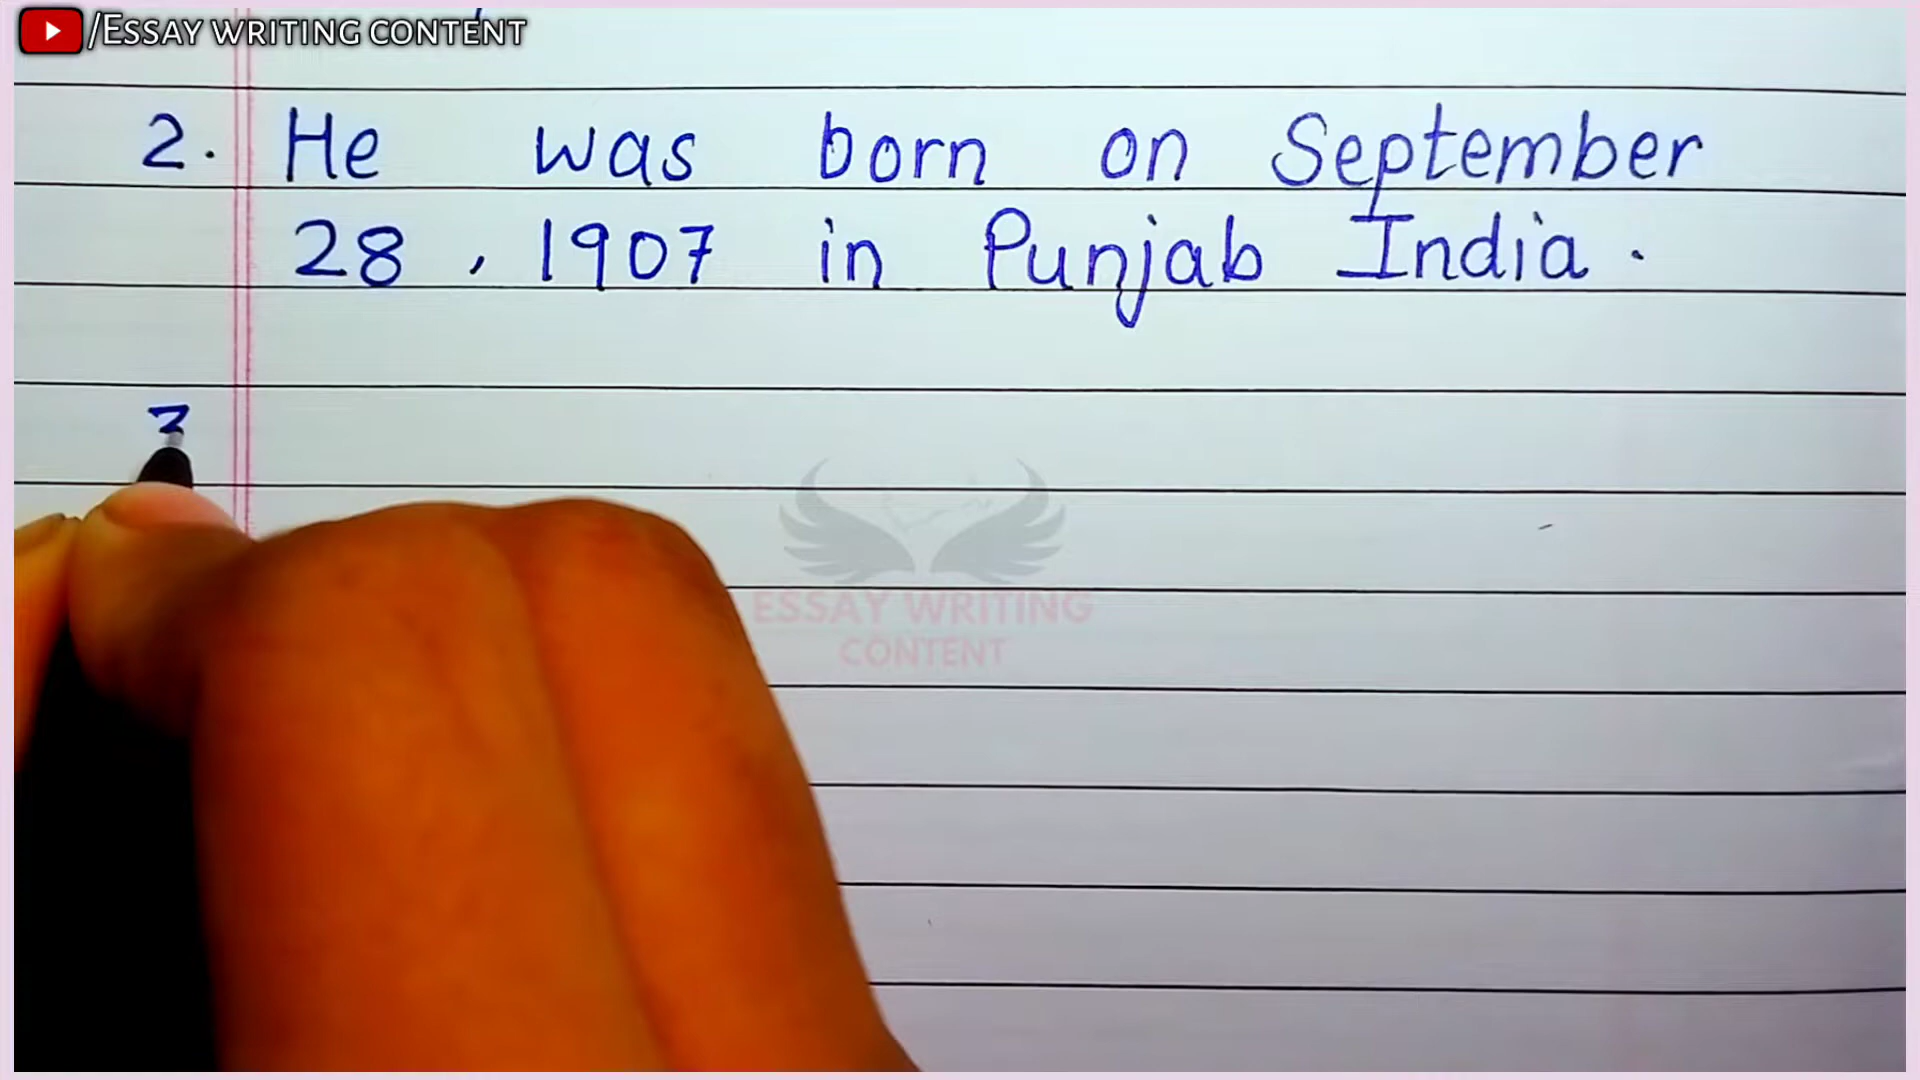 /ESSAY WRITING CONTENT
2. He was born on September
28, 1907 in Punjab India.
3
ESSAY WRITING
CONTENT